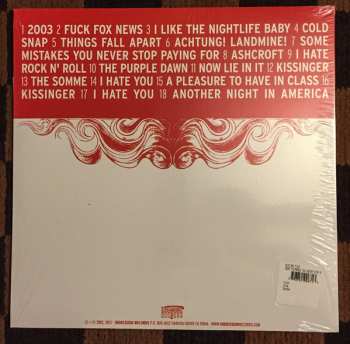 1 2003 2 FUCK FOX NEWS 3 I LIKE THE NIGHTLIFE BABY 4 COLD
SNAP 5 THINGS FALL APART 6 ACHTUNG! LANDMINE! 7 SOME
MISTAKES YOU NEVER STOP PAYING FOR 8 ASHCROFT 9 I HATE
ROCK N' ROLL 10 THE PURPLE DAWN 11 NOW LIE IN IT 12 KISSINGER
13 THE SOMME 14 I HATE YOU 15 A PLEASURE TO HAVE IN CLASS 16
KISSINGER 17 I HATE YOU 18 ANOTHER NIGHT IN AMERICA